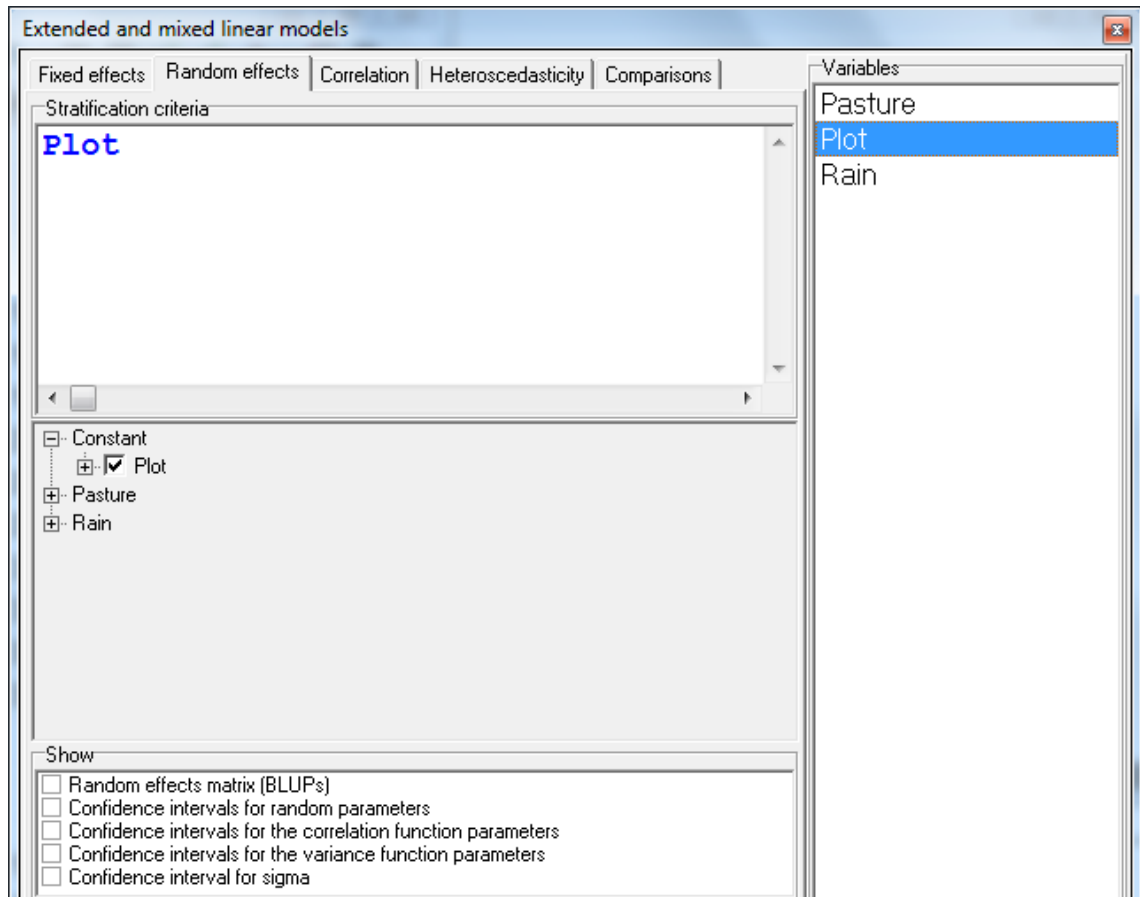 Extended and mixed linear models
Fixed effects Random effects Correlation Heteroscedasticity Comparisons
Stratification criteria
Plot
Constant
Plot
Pasture
Rain
Show
Random effects matrix (BLUPs)
Confidence intervals for random parameters
Confidence intervals for the correlation function parameters
Confidence intervals for the variance function parameters
Confidence interval for sigma
Variables
Pasture
Plot
Rain